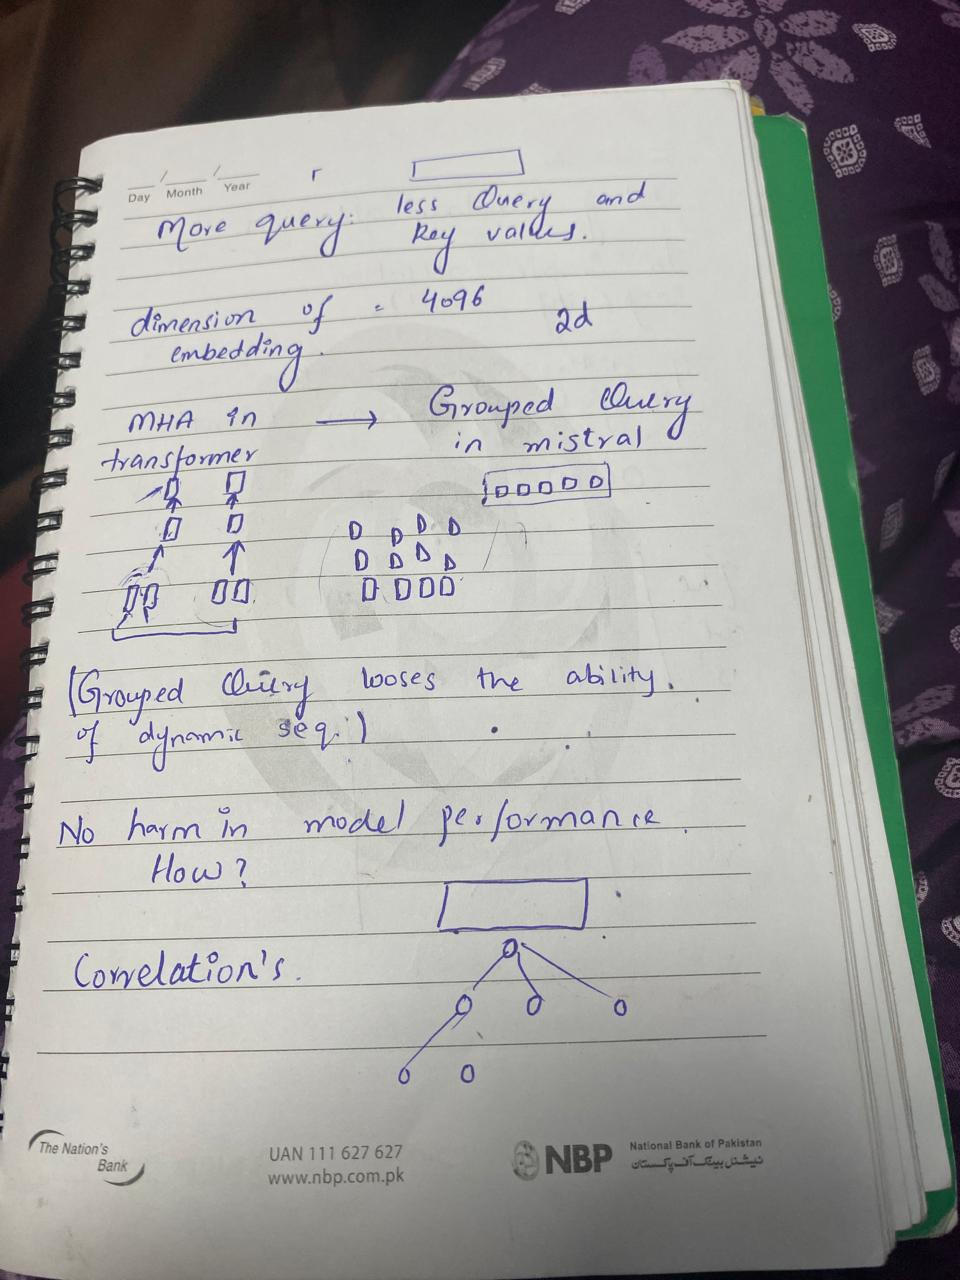 Day / Month / Year
r
More query: less Query and
key values.
dimension of = 4096
embedding. 2d
MHA in → Grouped Query
transformer in mistral
(Grouped Query looses the ability.
of dynamic seq.)
No harm in model performance.
How?
Correlation's.
The Nation's
Bank
UAN 111 627 627
www.nbp.com.pk
NBP
National Bank of Pakistan
نیشنل بینک آف پاکستان